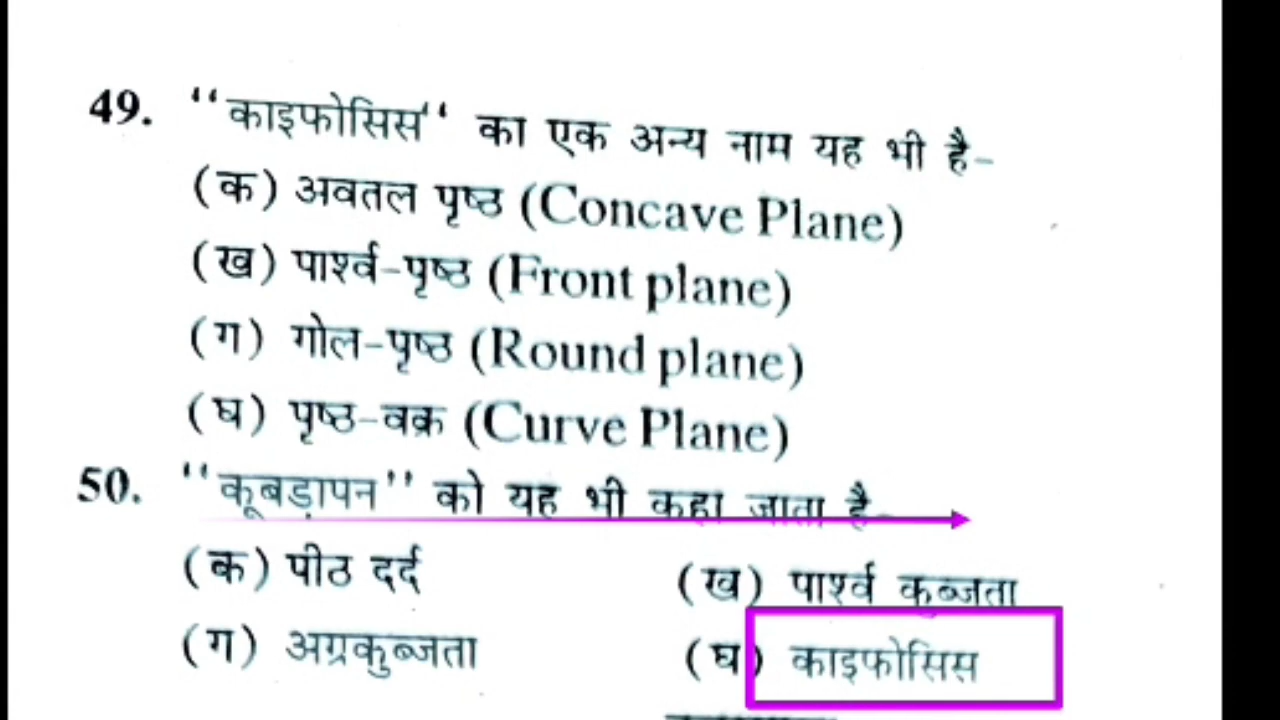 49. ‘‘काइफोसिस‘‘ का एक अन्य नाम यह भी है-
(क) अवतल पृष्ठ (Concave Plane)
(ख) पार्श्व-पृष्ठ (Front plane)
(ग) गोल-पृष्ठ (Round plane)
(घ) पृष्ठ-वक्र (Curve Plane)
50. ‘‘कूबड़ापन’’ को यह भी कहा जाता है-
(क) पीठ दर्द (ख) पार्श्व कुब्जता
(ग) अग्रकुब्जता (घ) काइफोसिस